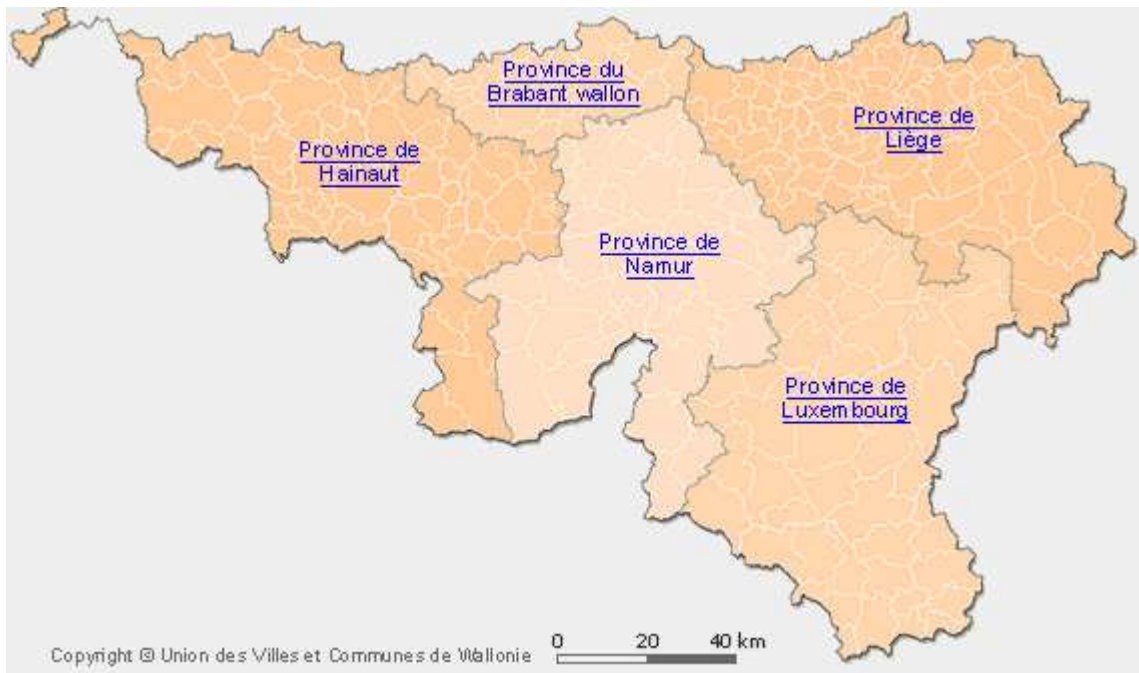 Province du
Brabant wallon
Province de
Liège
Province de
Hainaut
Province de
Namur
Province de
Luxembourg
0 20 40 km
Copyright © Union des Villes et Communes de Wallonie